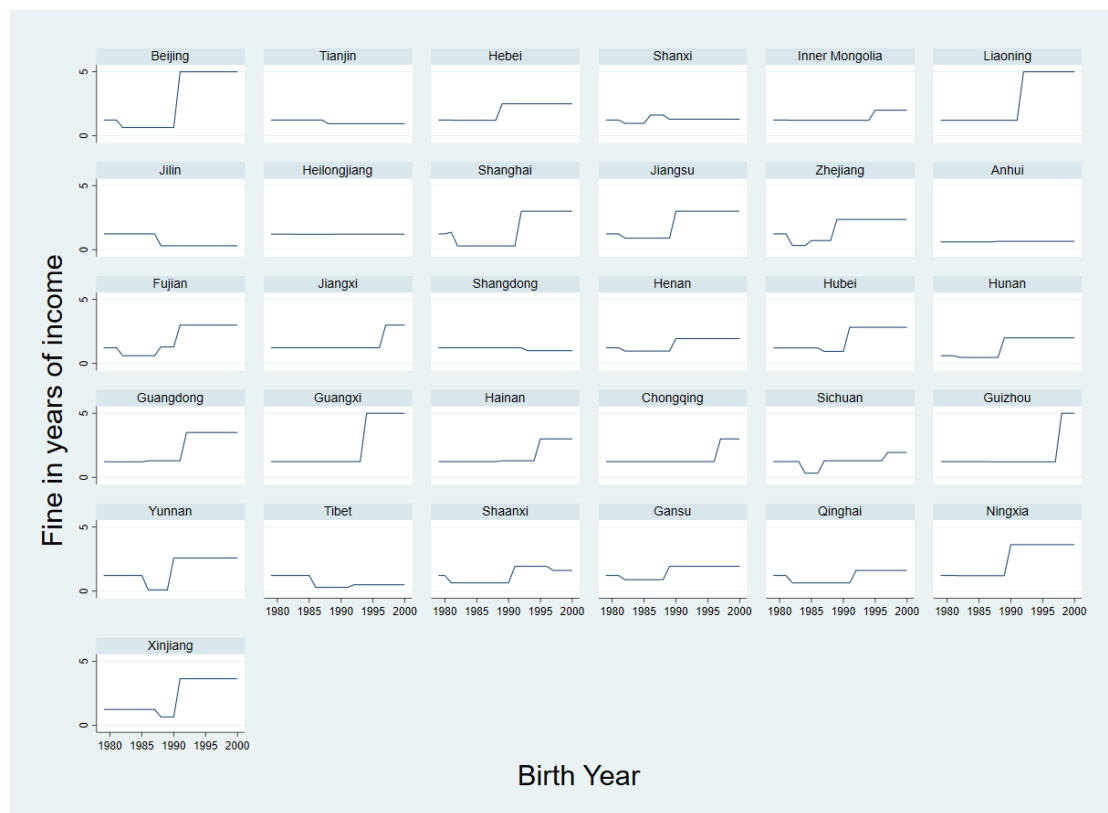 Fine in years of income
Beijing Tianjin Hebei Shanxi Inner Mongolia Liaoning
5
0
Jilin Heilongjiang Shanghai Jiangsu Zhejiang Anhui
5
0
Fujian Jiangxi Shangdong Henan Hubei Hunan
5
0
Guangdong Guangxi Hainan Chongqing Sichuan Guizhou
5
0
Yunnan Tibet Shaanxi Gansu Qinghai Ningxia
5
0
1980 1985 1990 1995 2000 1980 1985 1990 1995 2000 1980 1985 1990 1995 2000 1980 1985 1990 1995 2000 1980 1985 1990 1995 2000
Xinjiang
5
0
1980 1985 1990 1995 2000
Birth Year